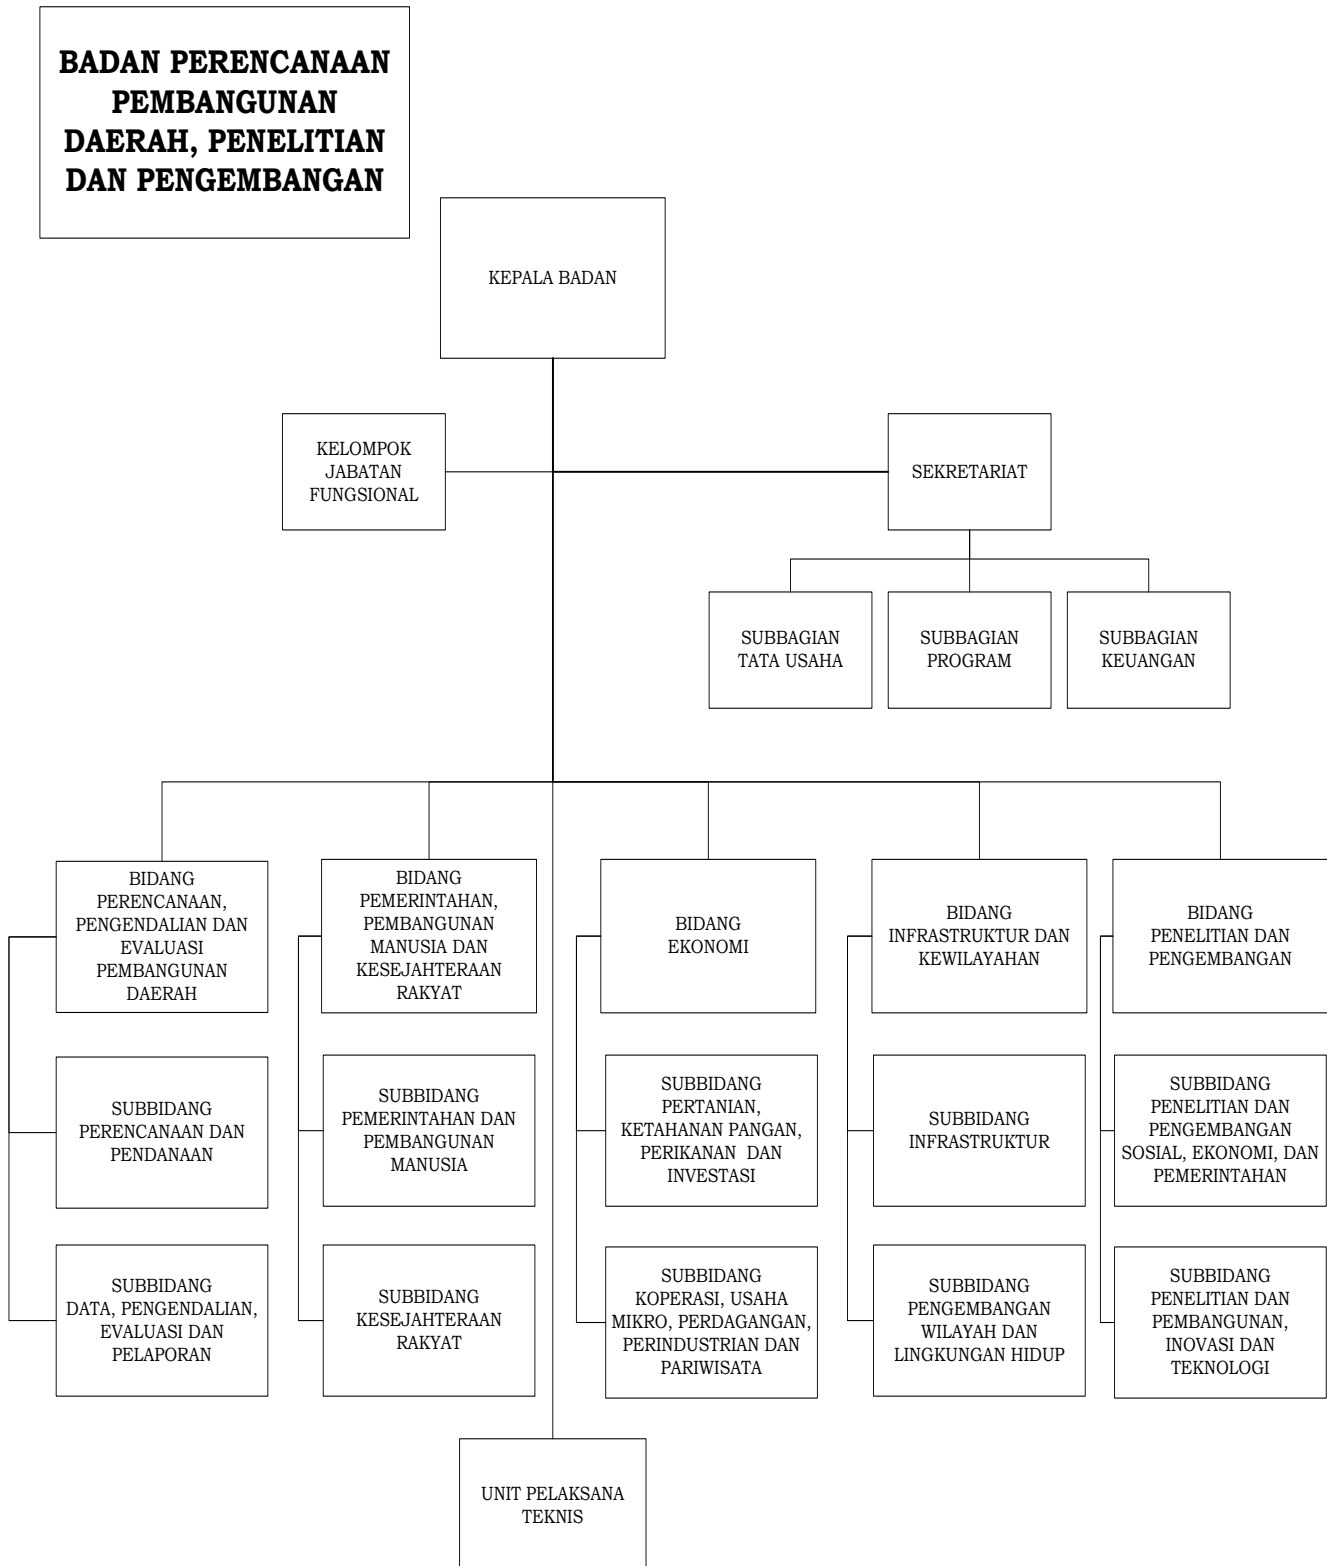 BADAN PERENCANAAN
PEMBANGUNAN
DAERAH, PENELITIAN
DAN PENGEMBANGAN
KEPALA BADAN
KELOMPOK
JABATAN
FUNGSIONAL
SEKRETARIAT
SUBBAGIAN
TATA USAHA
SUBBAGIAN
PROGRAM
SUBBAGIAN
KEUANGAN
BIDANG
PERENCANAAN,
PENGENDALIAN DAN
EVALUASI
PEMBANGUNAN
DAERAH
BIDANG
PEMERINTAHAN,
PEMBANGUNAN
MANUSIA DAN
KESEJAHTERAAN
RAKYAT
BIDANG
EKONOMI
BIDANG
INFRASTRUKTUR DAN
KEWILAYAHAN
BIDANG
PENELITIAN DAN
PENGEMBANGAN
SUBBIDANG
PERENCANAAN DAN
PENDANAAN
SUBBIDANG
PEMERINTAHAN DAN
PEMBANGUNAN
MANUSIA
SUBBIDANG
PERTANIAN,
KETAHANAN PANGAN,
PERIKANAN DAN
INVESTASI
SUBBIDANG
INFRASTRUKTUR
SUBBIDANG
PENELITIAN DAN
PENGEMBANGAN
SOSIAL, EKONOMI, DAN
PEMERINTAHAN
SUBBIDANG
DATA, PENGENDALIAN,
EVALUASI DAN
PELAPORAN
SUBBIDANG
KESEJAHTERAAN
RAKYAT
SUBBIDANG
KOPERASI, USAHA
MIKRO, PERDAGANGAN,
PERINDUSTRIAN DAN
PARIWISATA
SUBBIDANG
PENGEMBANGAN
WILAYAH DAN
LINGKUNGAN HIDUP
SUBBIDANG
PENELITIAN DAN
PEMBANGUNAN,
INOVASI DAN
TEKNOLOGI
UNIT PELAKSANA
TEKNIS